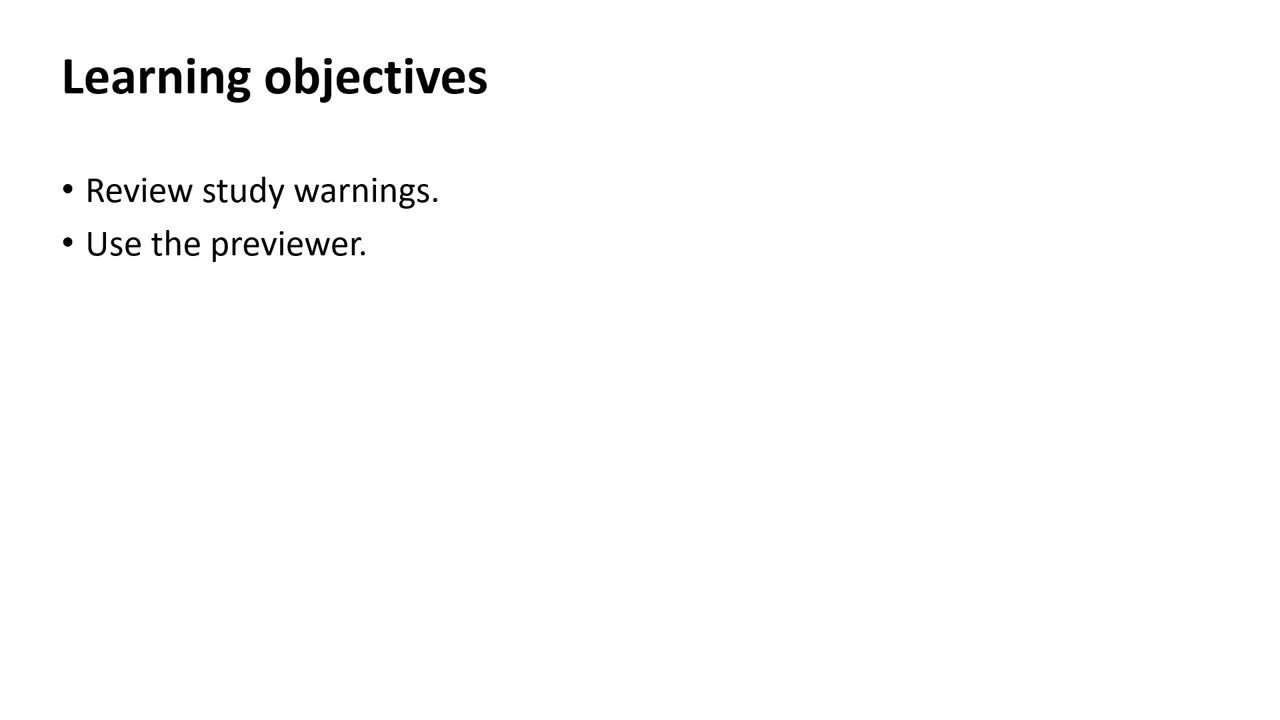 Learning objectives
• Review study warnings.
• Use the previewer.